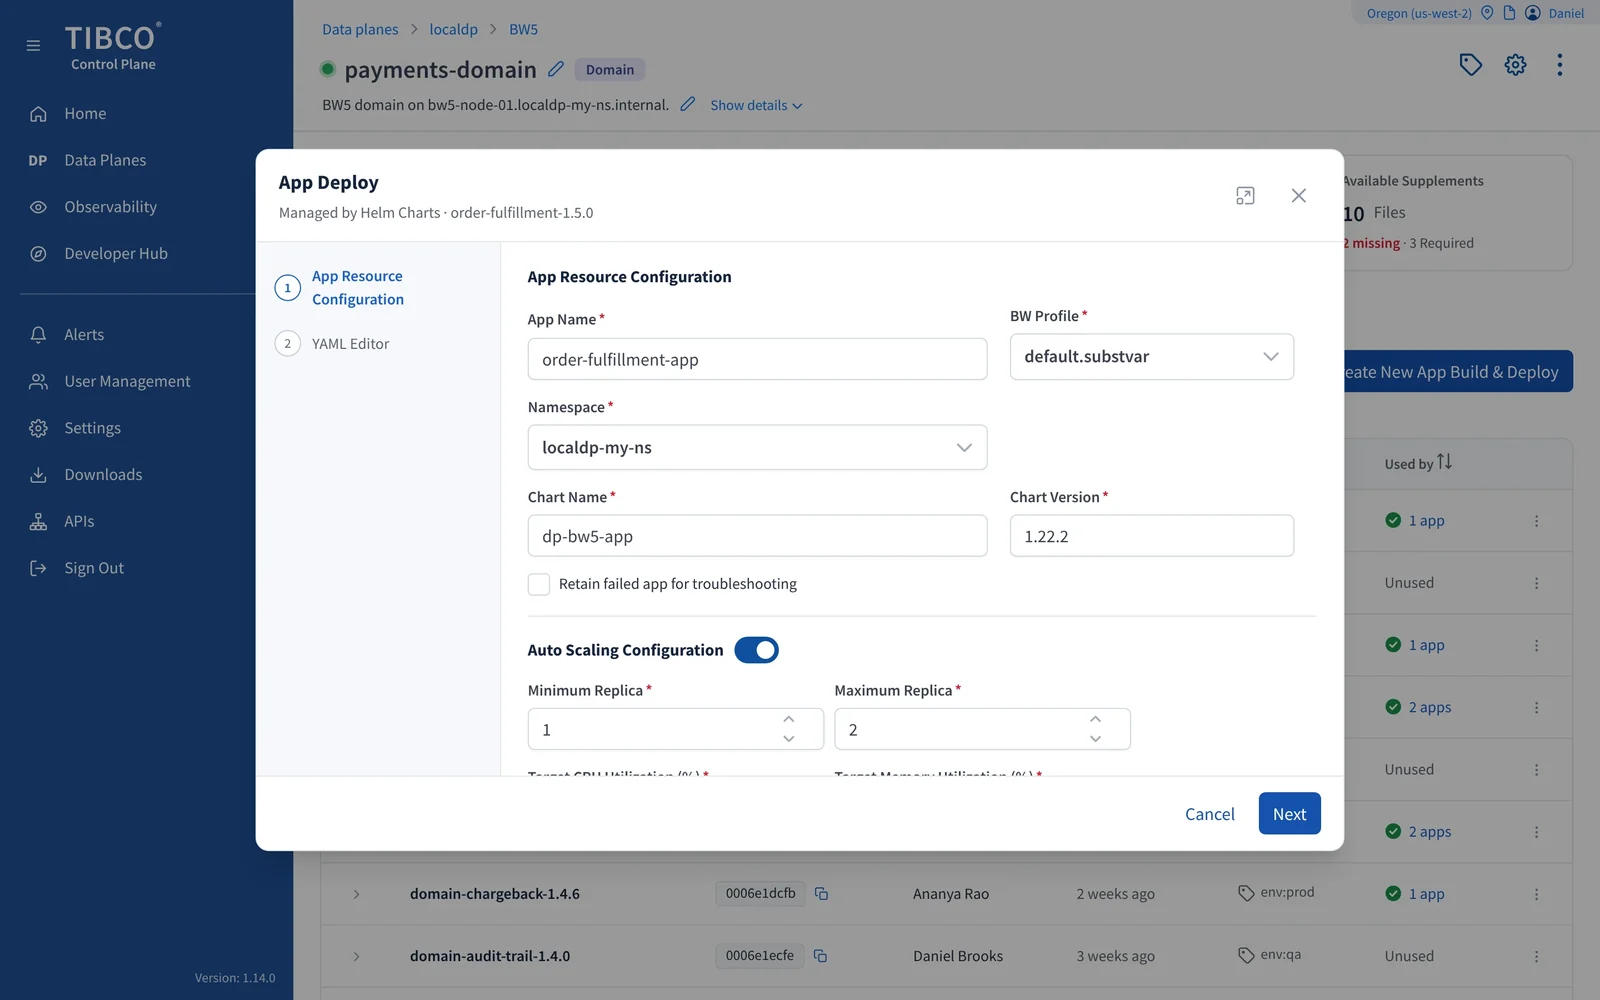 TIBCO®
Control Plane
Home
DP Data Planes
Observability
Developer Hub
Alerts
User Management
Settings
Downloads
APIs
Sign Out
Version: 1.14.0
Oregon (us-west-2) Daniel
Data planes > localdp > BW5
payments-domain Domain
BW5 domain on bw5-node-01.localdp-my-ns.internal. Show details
Available Supplements
10 Files
2 missing · 3 Required
eate New App Build & Deploy
Used by
1 app
Unused
1 app
2 apps
Unused
2 apps
App Deploy
Managed by Helm Charts · order-fulfillment-1.5.0
1 App Resource
Configuration
2 YAML Editor
App Resource Configuration
App Name *
order-fulfillment-app
BW Profile *
default.substvar
Namespace *
localdp-my-ns
Chart Name *
dp-bw5-app
Chart Version *
1.22.2
Retain failed app for troubleshooting
Auto Scaling Configuration
Minimum Replica *
1
Maximum Replica *
2
Target CPU Utilization (%) *
Target Memory Utilization (%) *
Cancel
Next
domain-chargeback-1.4.6 0006e1dcfb Ananya Rao 2 weeks ago env:prod 1 app
domain-audit-trail-1.4.0 0006e1ecfe Daniel Brooks 3 weeks ago env:qa Unused